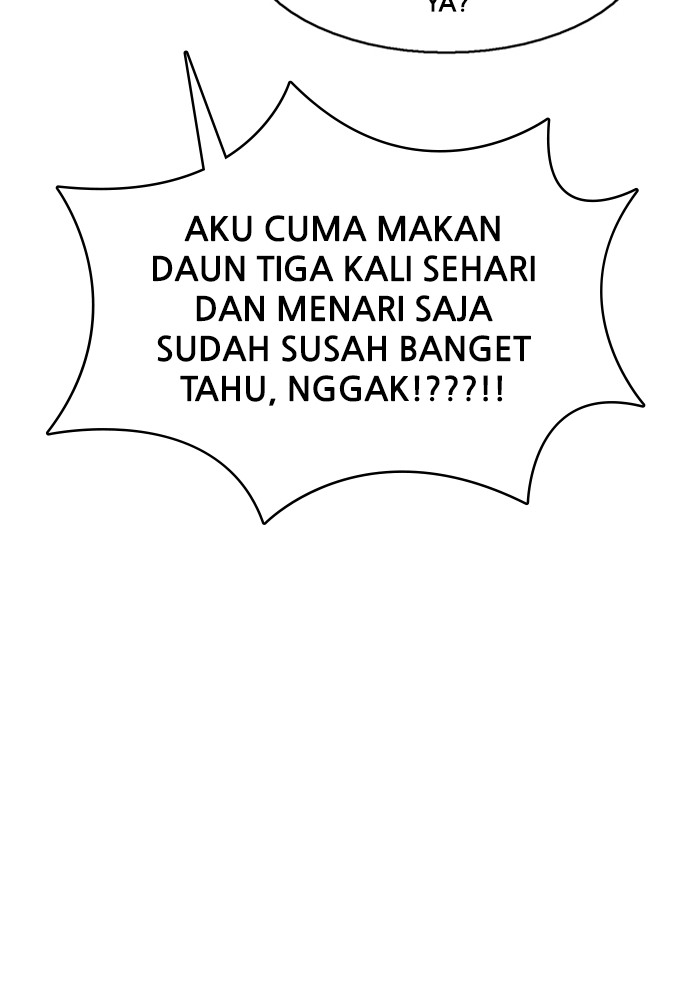 YA?
AKU CUMA MAKAN
DAUN TIGA KALI SEHARI
DAN MENARI SAJA
SUDAH SUSAH BANGET
TAHU, NGGAK!???!!